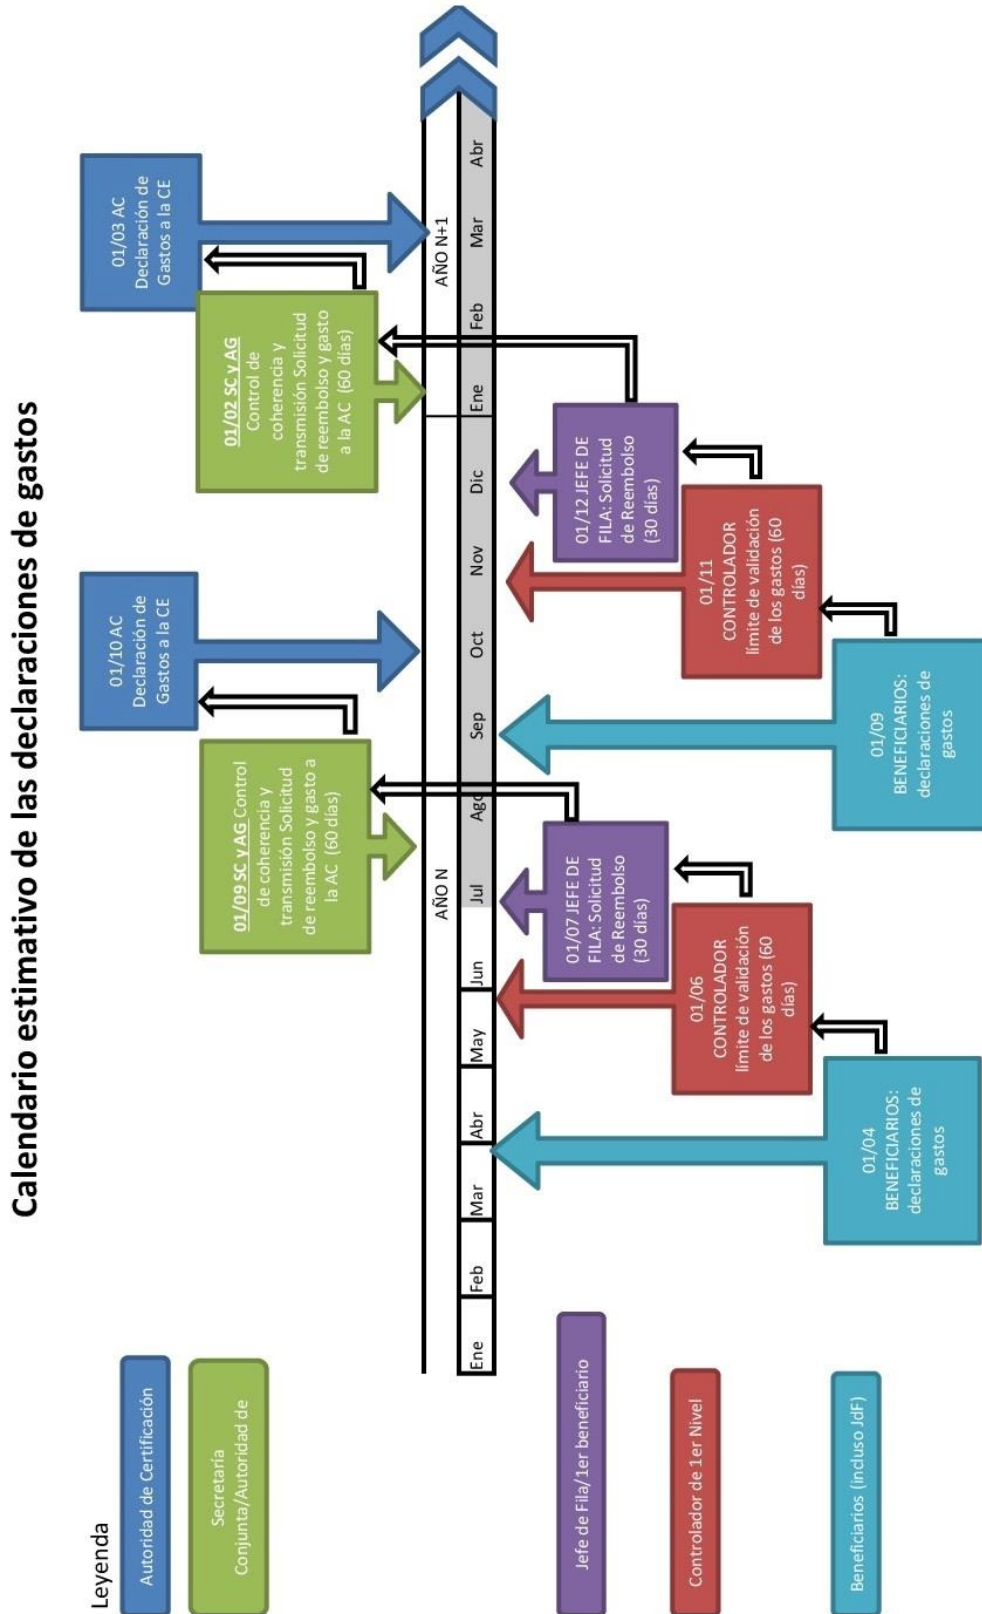 Calendario estimativo de las declaraciones de gastos
Leyenda
Autoridad de Certificación
Secretaria
Conjunta/Autoridad de
Jefe de Fila/1er beneficiario
Controlador de 1er Nivel
Beneficiarios (incluso JdF)
01/10 AC
Declaración de
Gastos a la CE
01/03 AC
Declaración de
Gastos a la CE
01/09 SC y AG Control
de coherencia y
transmisión Solicitud
de reembolso y gasto a
la AC (60 días)
01/02 SC y AG
Control de
coherencia y
transmisión Solicitud
de reembolso y gasto
a la AC (60 días)
AÑO N
AÑO N+1
Ene
Feb
Mar
Abr
May
Jun
Jul
Ago
Sep
Oct
Nov
Dic
Ene
Feb
Mar
Abr
01/07 JEFE DE
FILA: Solicitud
de Reembolso
(30 días)
01/12 JEFE DE
FILA: Solicitud
de Reembolso
(30 días)
01/06
CONTROLADOR
límite de validación
de los gastos (60
días)
01/11
CONTROLADOR
límite de validación
de los gastos (60
días)
01/04
BENEFICIARIOS:
declaraciones de
gastos
01/09
BENEFICIARIOS:
declaraciones de
gastos